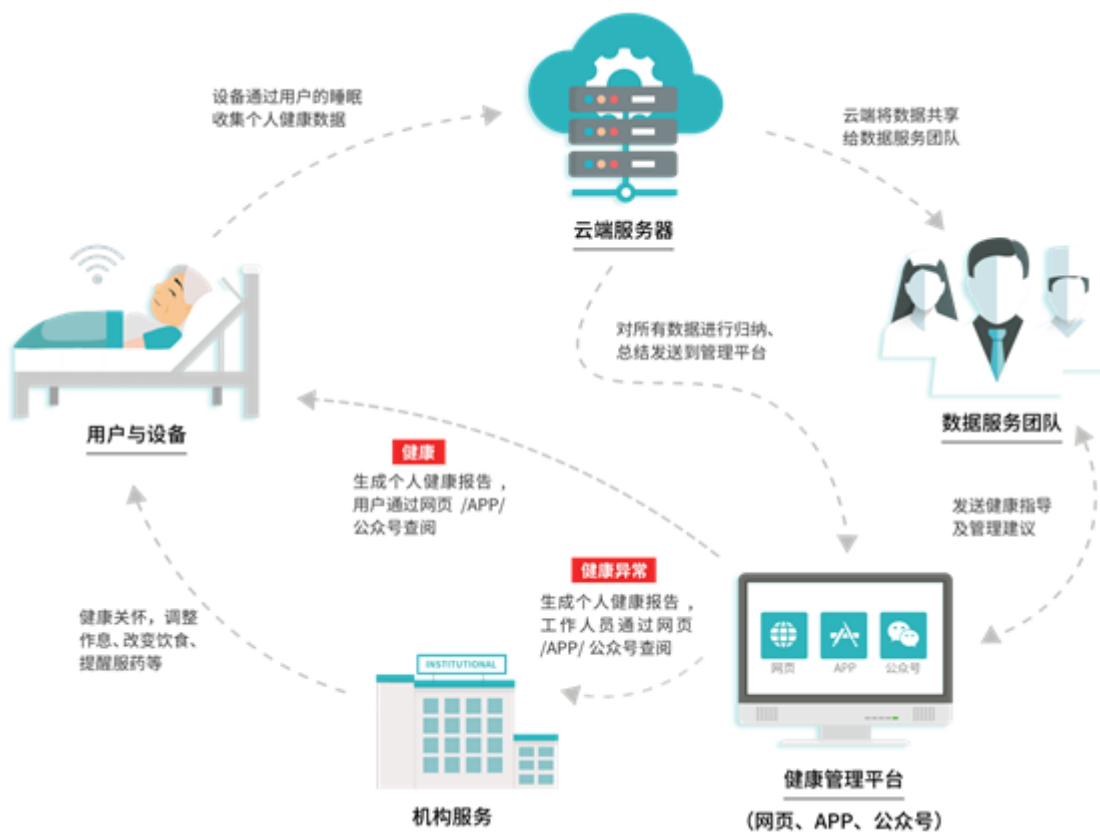 设备通过用户的睡眠
收集个人健康数据
云端将数据共享
给数据服务团队
云端服务器
对所有数据进行归纳、
总结发送到管理平台
用户与设备
数据服务团队
健康
生成个人健康报告，
用户通过网页 /APP/
公众号查阅
发送健康指导
及管理建议
健康异常
生成个人健康报告，
工作人员通过网页
/APP/ 公众号查阅
健康关怀，调整
作息、改变饮食、
提醒服药等
INSTITUTIONAL
网页
APP
公众号
机构服务
健康管理平台
（网页、APP、公众号）